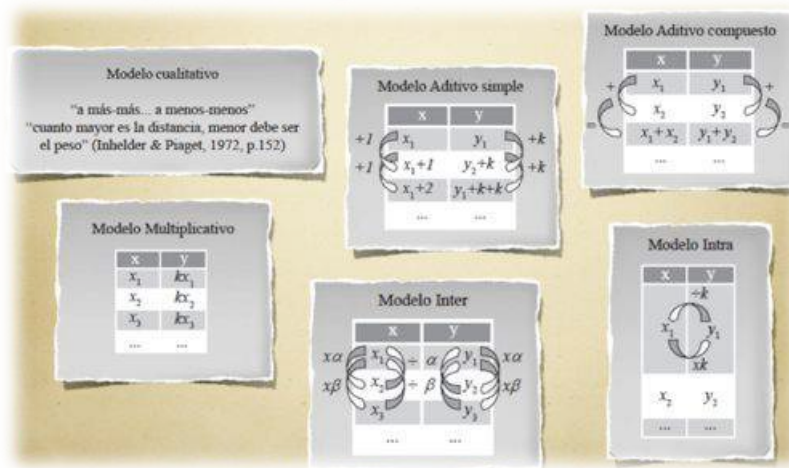 Modelo cualitativo
“a más-más... a menos-menos”
“cuanto mayor es la distancia, menor debe ser
el peso” (Inhelder & Piaget, 1972, p.152)
Modelo Aditivo simple
x y
+1 x₁ y₁ +k
+1 x₁+1 y₂+k +k
x₁+2 y₁+k+k
... ...
Modelo Aditivo compuesto
x y
+ x₁ y₁ +
= x₂ y₂ =
x₁+x₂ y₁+y₂
... ...
Modelo Multiplicativo
x y
x₁ kx₁
x₂ kx₂
x₃ kx₃
... ...
Modelo Inter
x y
xα x₁ ÷ α y₁ xα
xβ x₂ ÷ β y₂ xβ
x₃ y₃
... ...
Modelo Intra
x y
÷k
x₁ y₁
xk
x₂ y₂
... ...